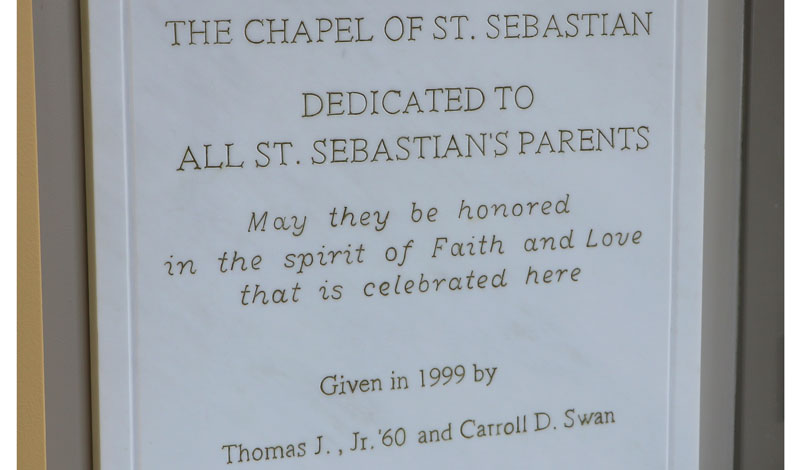 THE CHAPEL OF ST. SEBASTIAN
DEDICATED TO
ALL ST. SEBASTIAN'S PARENTS
May they be honored
in the spirit of Faith and Love
that is celebrated here
Given in 1999 by
Thomas J. , Jr. '60 and Carroll D. Swan